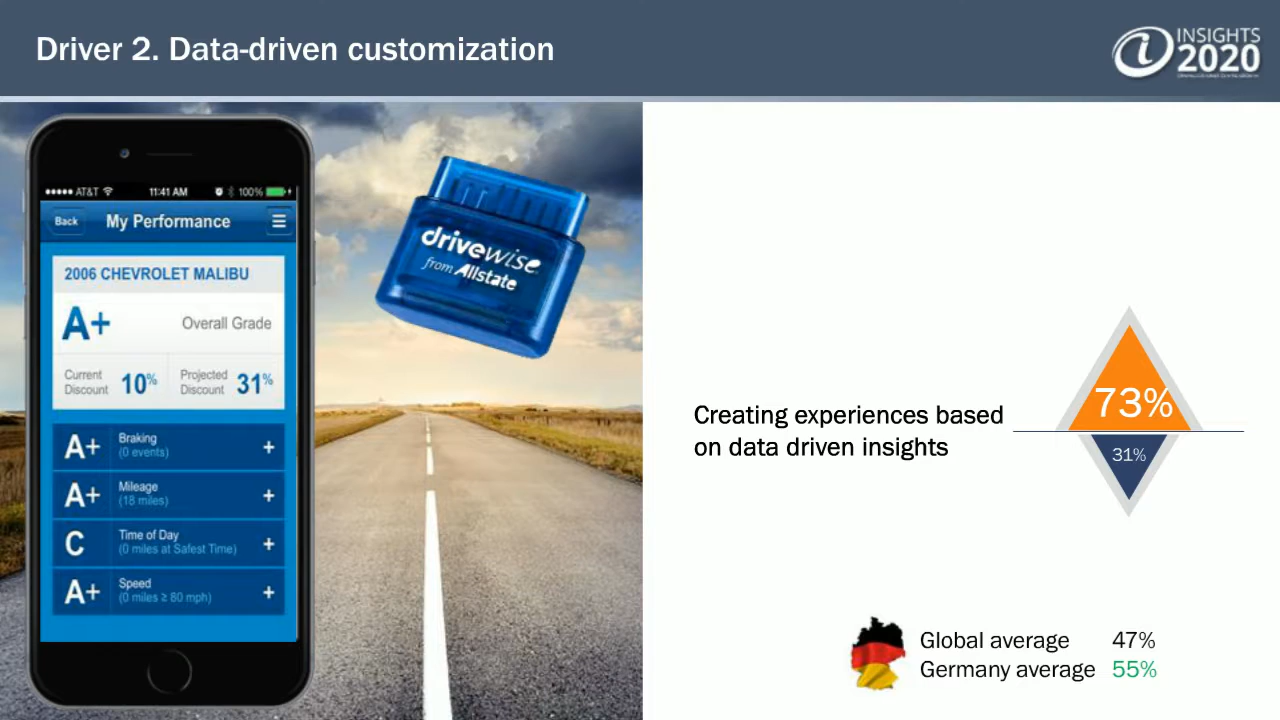 Driver 2. Data-driven customization
INSIGHTS
2020
AT&T
11:41 AM
100%
Back
My Performance
2006 CHEVROLET MALIBU
A+
Overall Grade
Current
Discount
10%
Projected
Discount
31%
A+
Braking
(0 events)
+
A+
Mileage
(18 miles)
+
C
Time of Day
(0 miles at Safest Time)
+
A+
Speed
(0 miles ≥ 80 mph)
+
drivewise
from Allstate
Creating experiences based
on data driven insights
73%
31%
Global average 47%
Germany average 55%